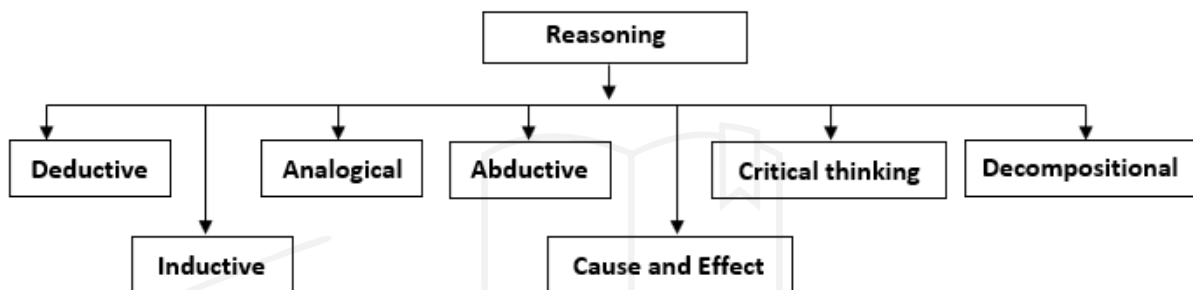 Reasoning
Deductive
Analogical
Abductive
Critical thinking
Decompositional
Inductive
Cause and Effect